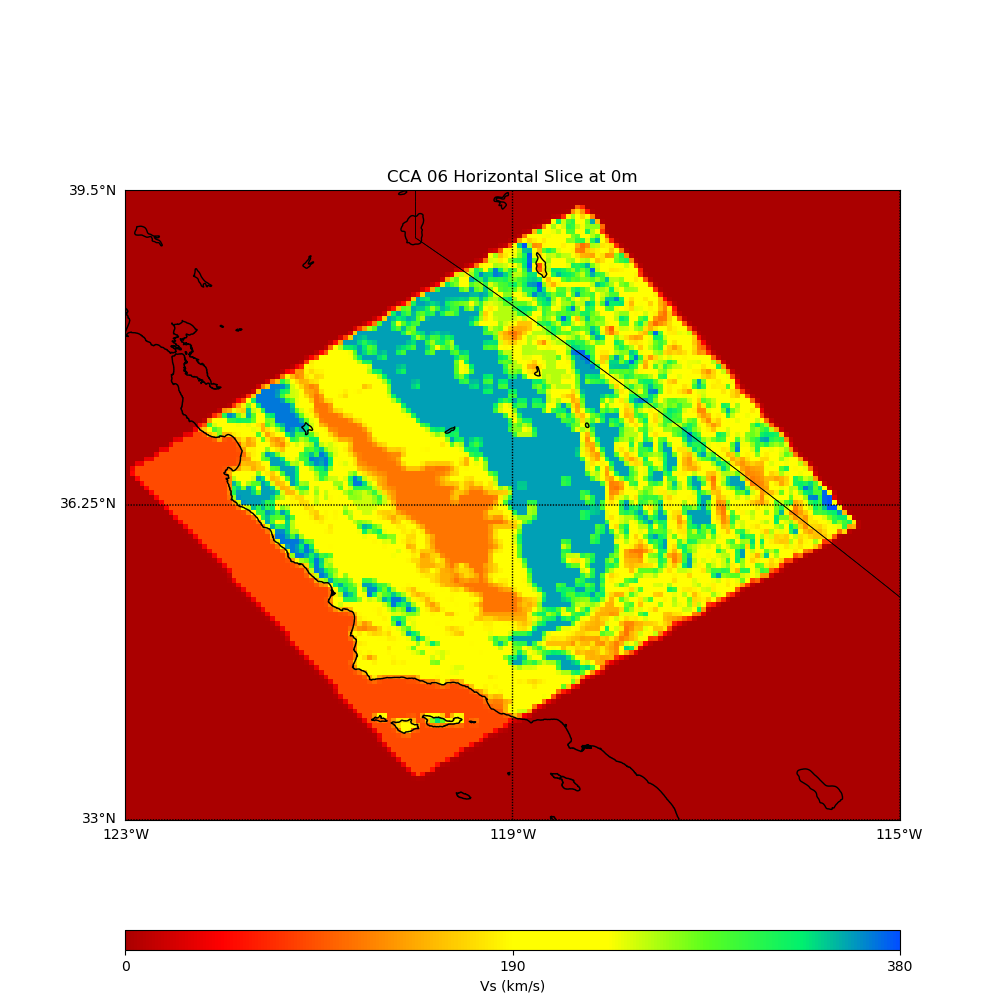 CCA 06 Horizontal Slice at 0m
39.5°N
36.25°N
33°N
123°W 119°W 115°W
0 190 380
Vs (km/s)